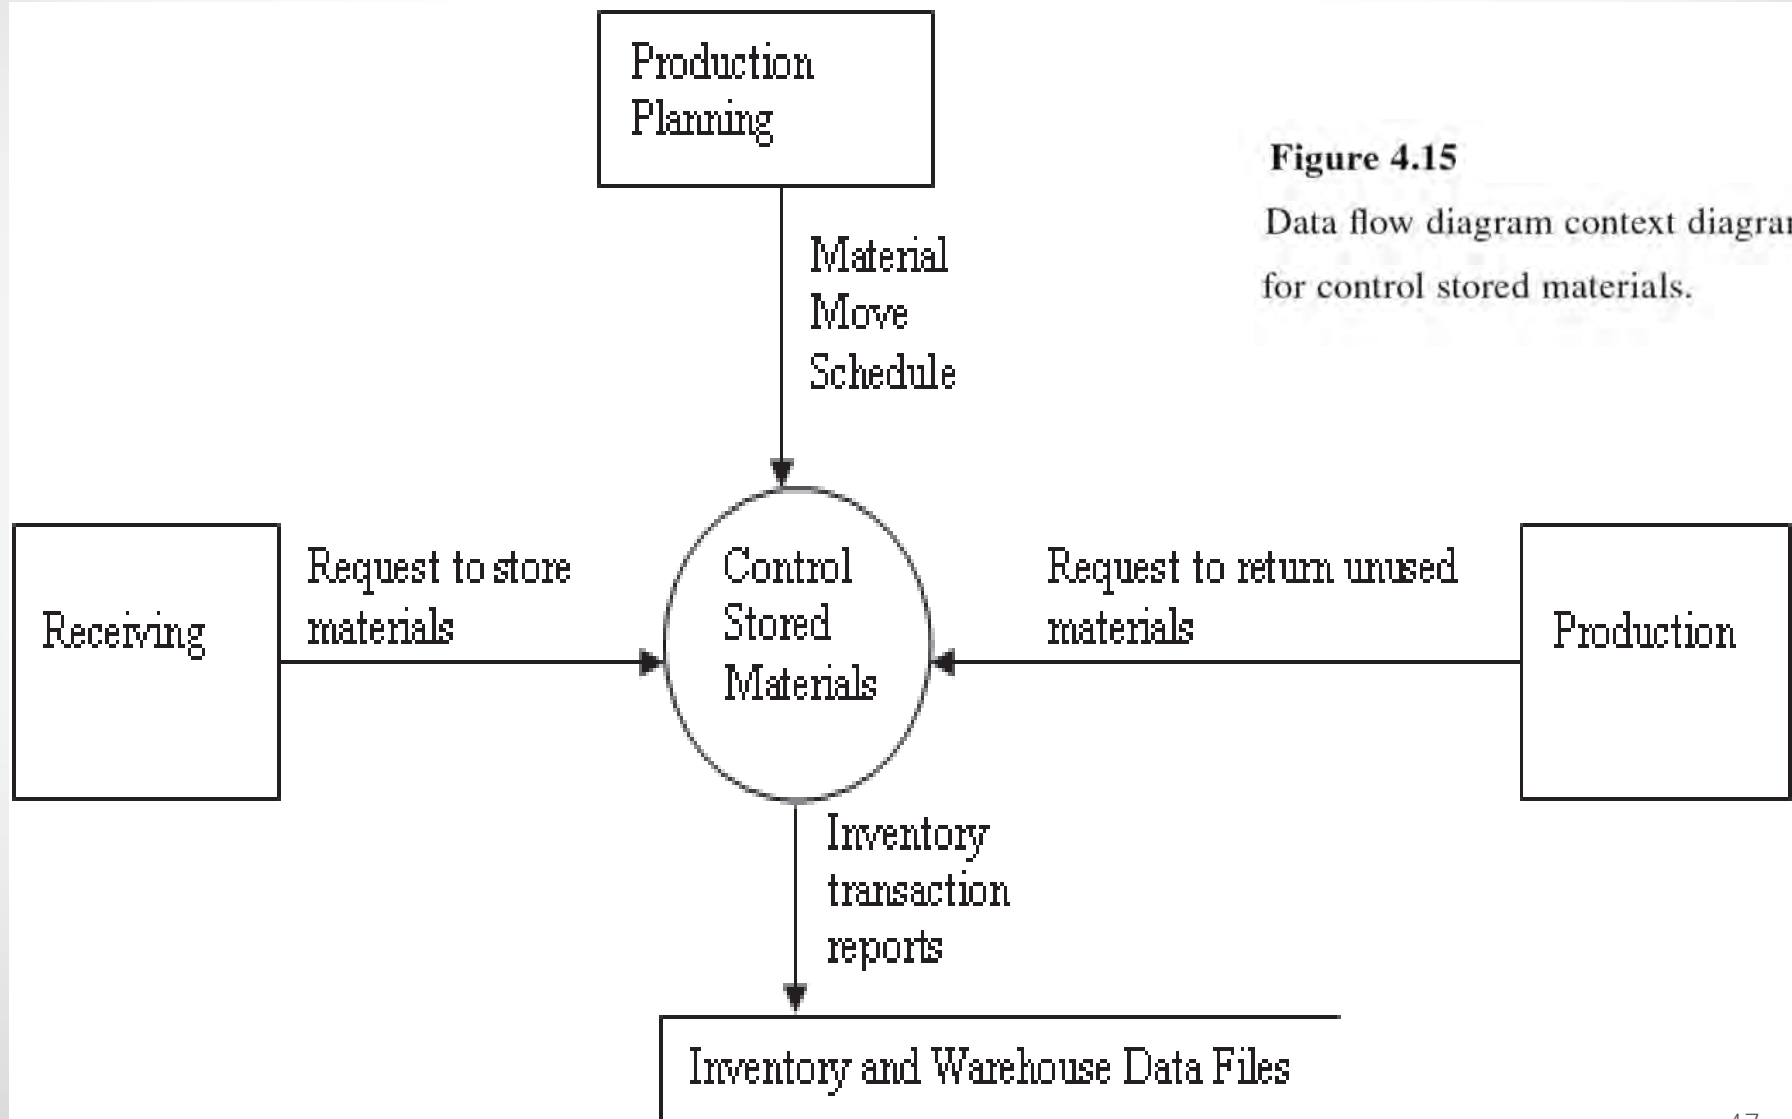 Production
Planning
Figure 4.15
Data flow diagram context
for control stored materials.
Material
Move
Schedule
Receiving
Request to store
materials
Control
Stored
Materials
Request to return unused
materials
Production
Inventory
transaction
reports
Inventory and Warehouse Data Files